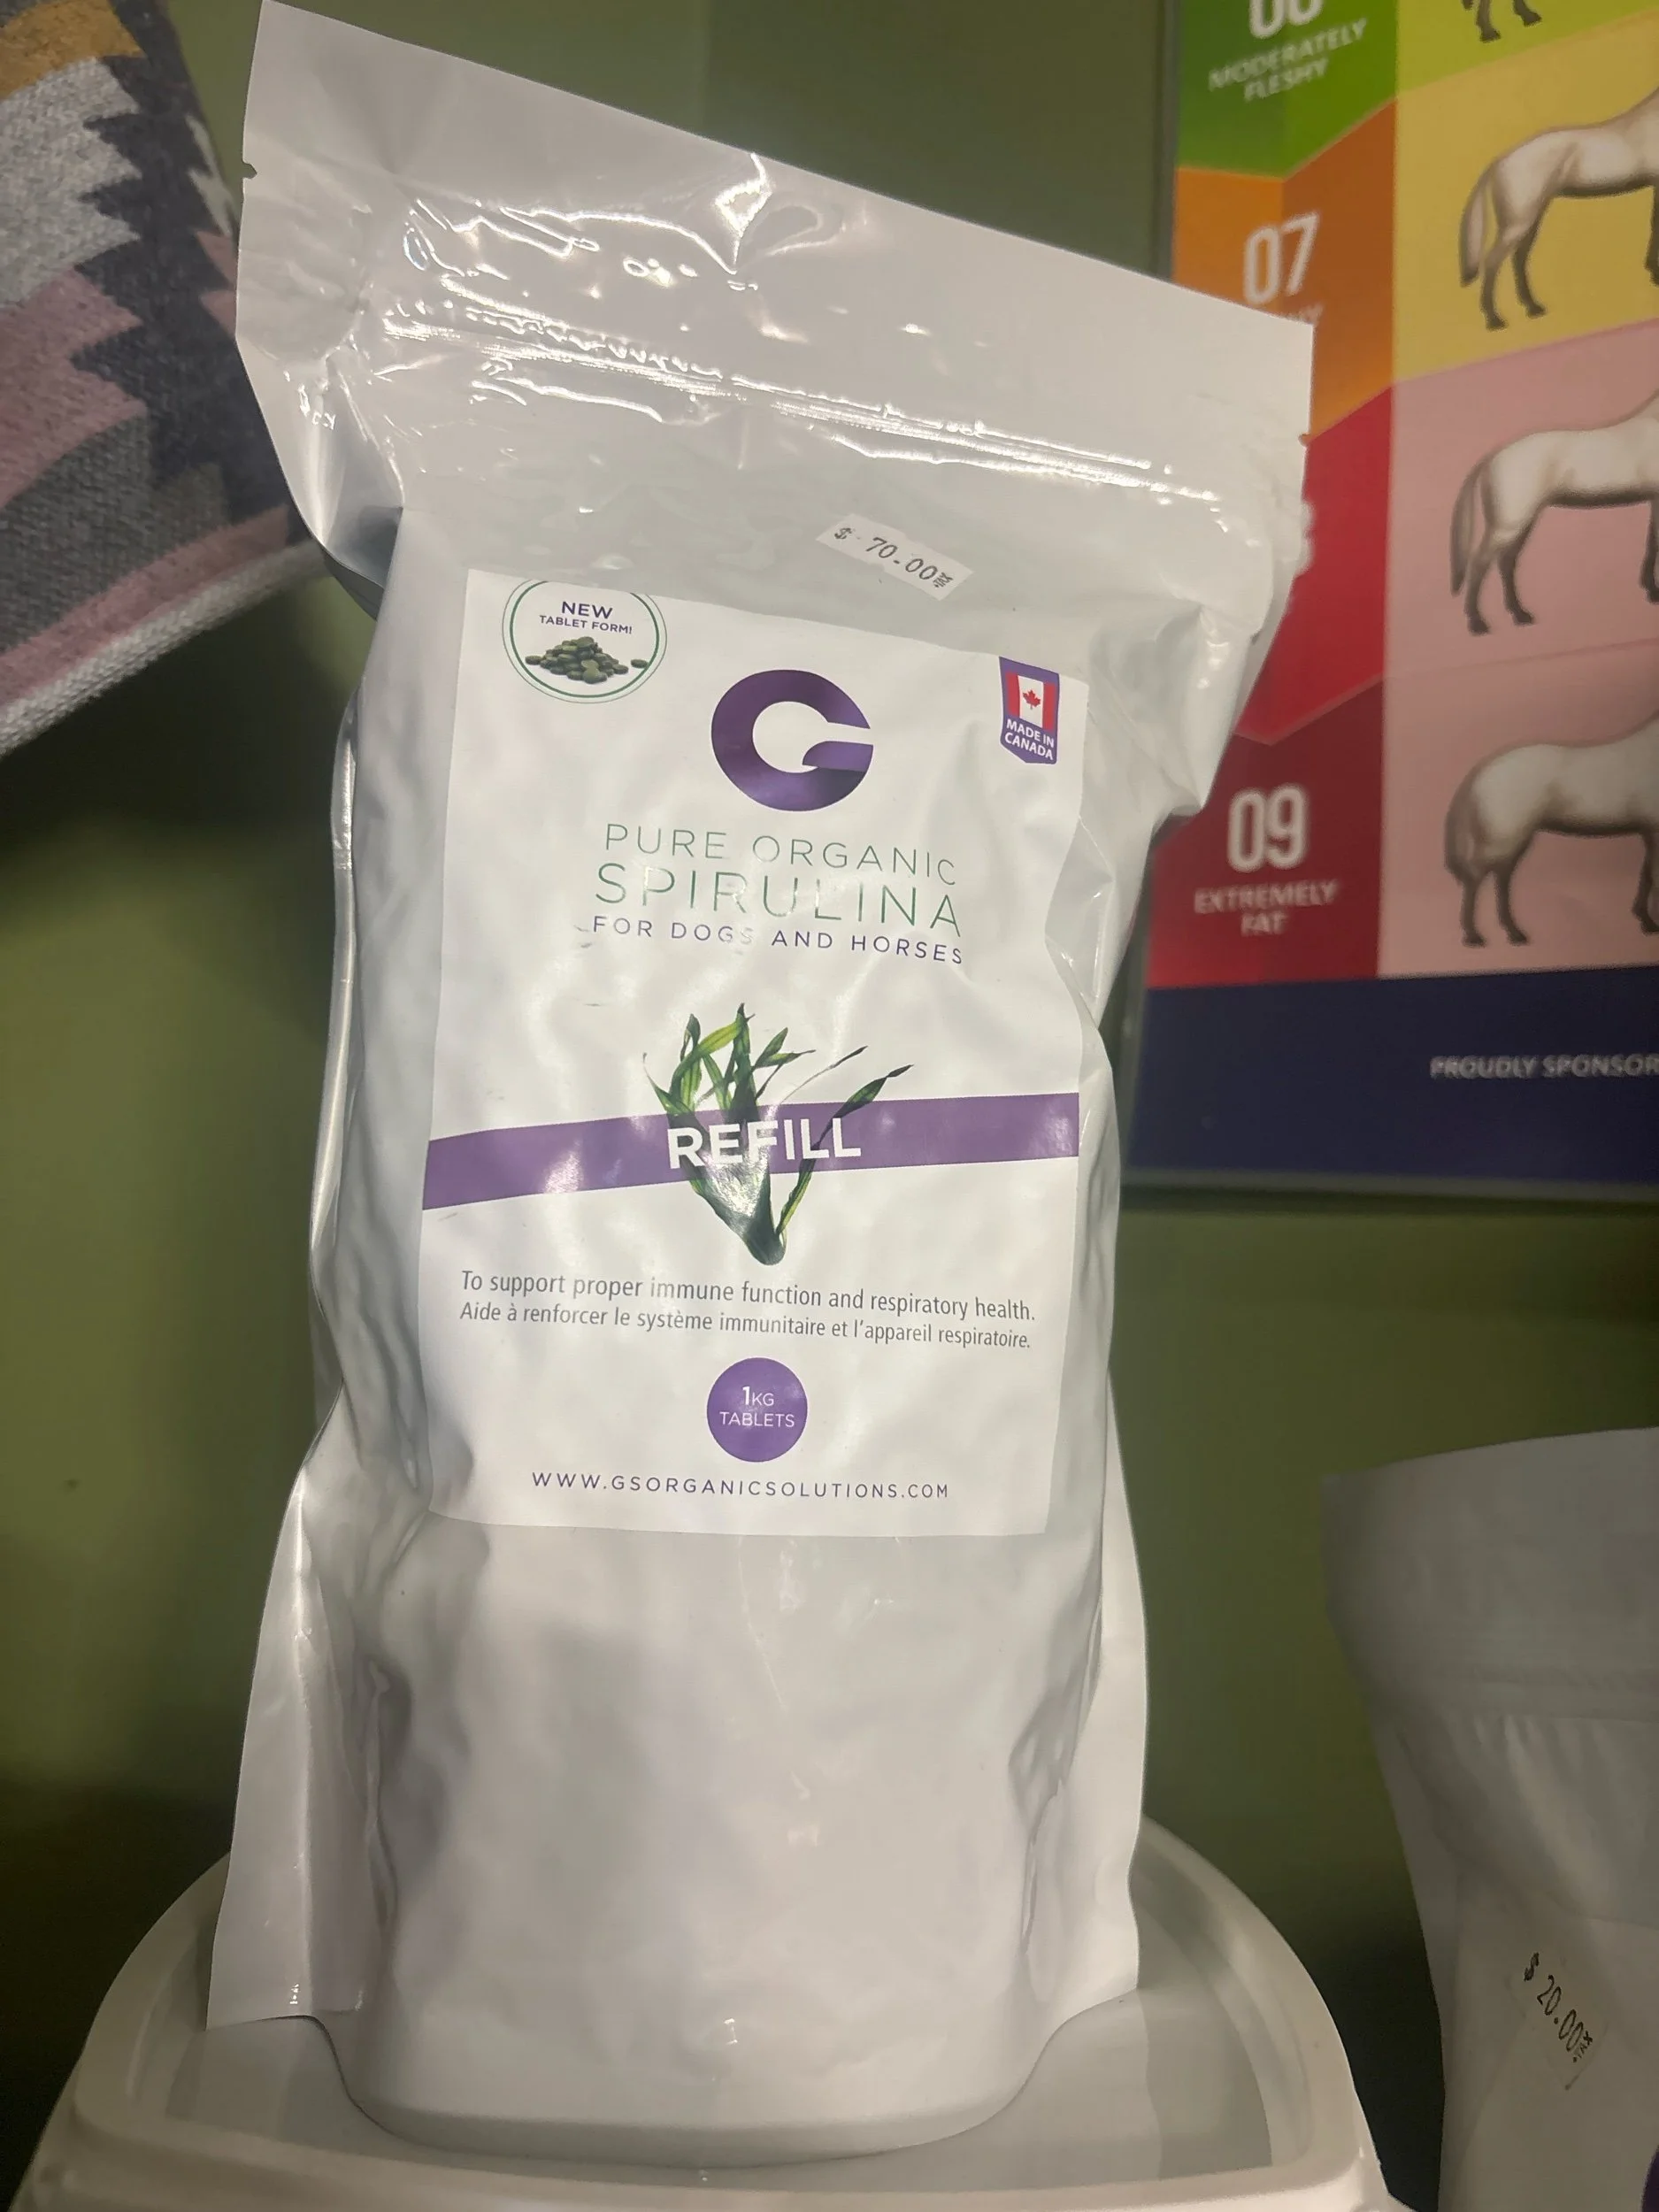 $ 70.00
NEW
TABLET FORM!
MADE IN
CANADA
PURE ORGANIC
SPIRULINA
FOR DOGS AND HORSES
REFILL
To support proper immune function and respiratory health.
Aide à renforcer le système immunitaire et l'appareil respiratoire.
1KG
TABLETS
WWW.GSORGANICSOLUTIONS.COM
MODERATELY
FLESHY
07
09
EXTREMELY
FAT
PROUDLY SPONSOR
$ 20.00